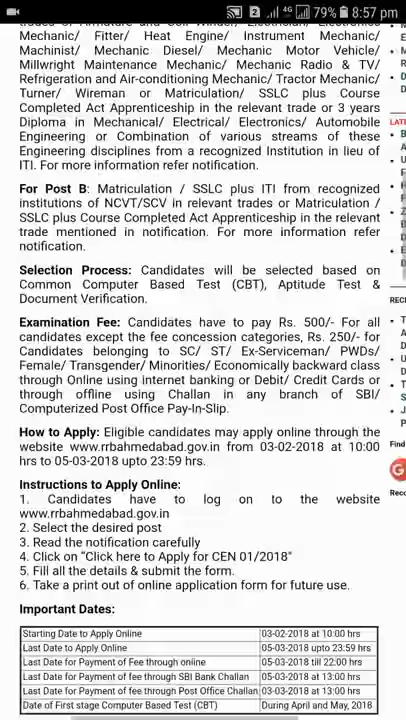 4G 79% 8:57 pm
trades of Armature and Coil Winder/ Electrician/ Electronics
Mechanic/ Fitter/ Heat Engine/ Instrument Mechanic/
Machinist/ Mechanic Diesel/ Mechanic Motor Vehicle/
Millwright Maintenance Mechanic/ Mechanic Radio & TV/
Refrigeration and Air-conditioning Mechanic/ Tractor Mechanic/
Turner/ Wireman or Matriculation/ SSLC plus Course
Completed Act Apprenticeship in the relevant trade or 3 years
Diploma in Mechanical/ Electrical/ Electronics/ Automobile
Engineering or Combination of various streams of these
Engineering disciplines from a recognized Institution in lieu of
ITI. For more information refer notification.
For Post B: Matriculation / SSLC plus ITI from recognized
institutions of NCVT/SCV in relevant trades or Matriculation /
SSLC plus Course Completed Act Apprenticeship in the relevant
trade mentioned in notification. For more information refer
notification.
Selection Process: Candidates will be selected based on
Common Computer Based Test (CBT), Aptitude Test &
Document Verification.
Examination Fee: Candidates have to pay Rs. 500/- For all
candidates except the fee concession categories, Rs. 250/- for
Candidates belonging to SC/ ST/ Ex-Serviceman/ PWDs/
Female/ Transgender/ Minorities/ Economically backward class
through Online using internet banking or Debit/ Credit Cards or
through offline using Challan in any branch of SBI/
Computerized Post Office Pay-In-Slip.
How to Apply: Eligible candidates may apply online through the
website www.rrbahmedabad.gov.in from 03-02-2018 at 10:00
hrs to 05-03-2018 upto 23:59 hrs.
Instructions to Apply Online:
1. Candidates have to log on to the website
www.rrbahmedabad.gov.in
2. Select the desired post
3. Read the notification carefully
4. Click on "Click here to Apply for CEN 01/2018"
5. Fill all the details & submit the form.
6. Take a print out of online application form for future use.
Important Dates:
Starting Date to Apply Online 03-02-2018 at 10:00 hrs
Last Date to Apply Online 05-03-2018 upto 23:59 hrs
Last Date for Payment of Fee through online 05-03-2018 till 22:00 hrs
Last Date for Payment of fee through SBI Bank Challan 05-03-2018 at 13:00 hrs
Last Date for Payment of fee through Post Office Challan 03-03-2018 at 13:00 hrs
Date of First stage Computer Based Test (CBT) During April and May, 2018
LATE
RECE
Find
G
Reco